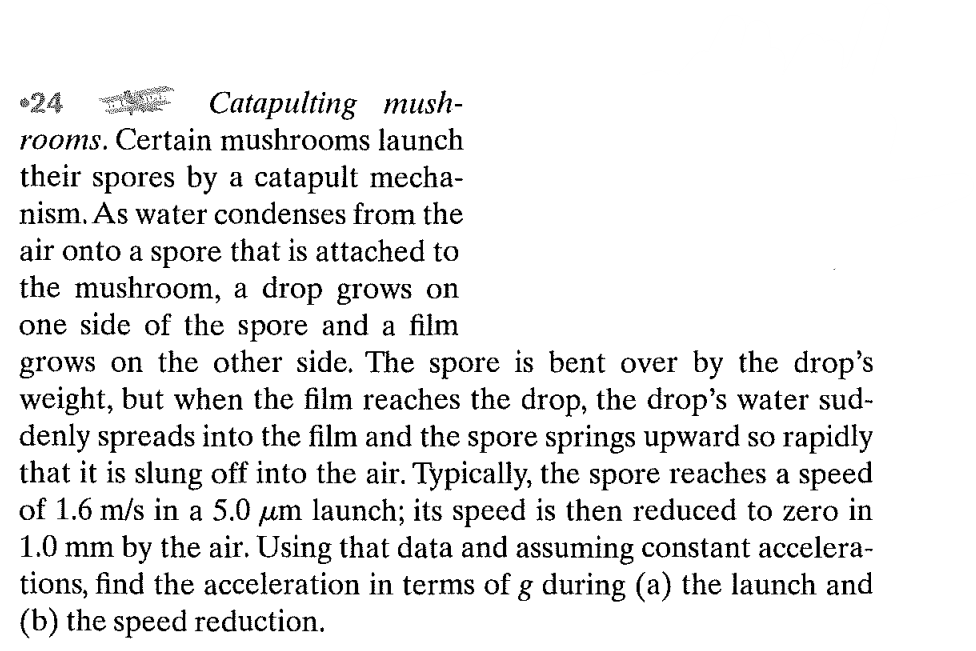 •24 Catapulting mush-
rooms. Certain mushrooms launch
their spores by a catapult mecha-
nism. As water condenses from the
air onto a spore that is attached to
the mushroom, a drop grows on
one side of the spore and a film
grows on the other side. The spore is bent over by the drop's
weight, but when the film reaches the drop, the drop's water sud-
denly spreads into the film and the spore springs upward so rapidly
that it is slung off into the air. Typically, the spore reaches a speed
of 1.6 m/s in a 5.0 μm launch; its speed is then reduced to zero in
1.0 mm by the air. Using that data and assuming constant accelera-
tions, find the acceleration in terms of g during (a) the launch and
(b) the speed reduction.